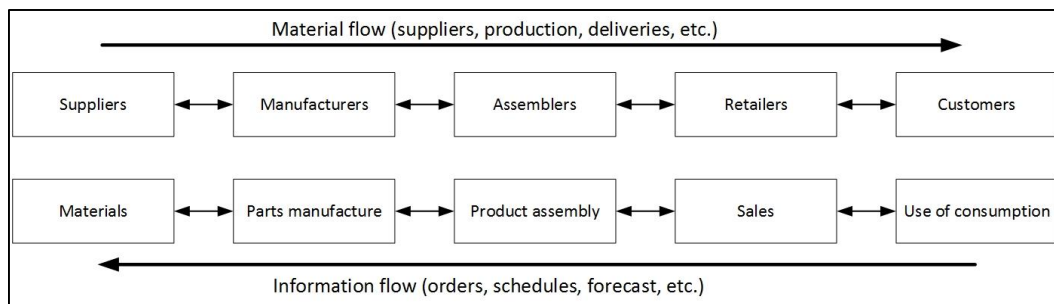 Material flow (suppliers, production, deliveries, etc.)
Suppliers
Manufacturers
Assemblers
Retailers
Customers
Materials
Parts manufacture
Product assembly
Sales
Use of consumption
Information flow (orders, schedules, forecast, etc.)